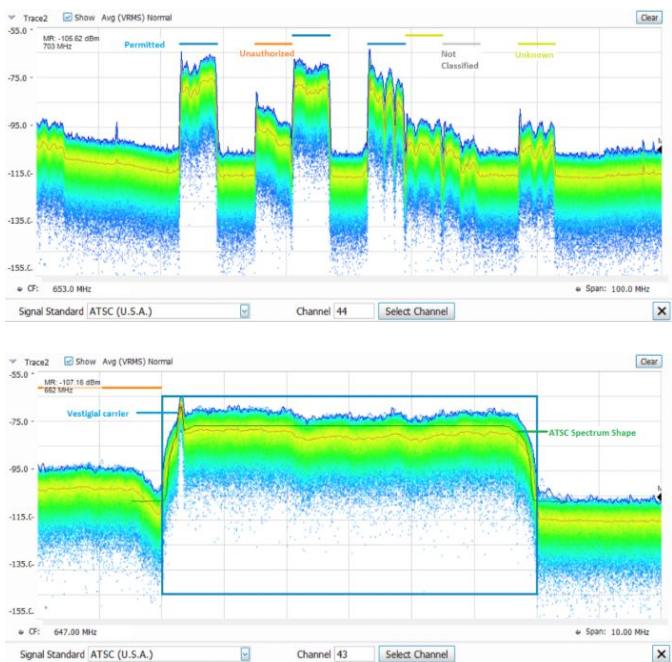 Trace2 Show Avg (VRMS) Normal Clear
-55.0
MR: -106.62 dBm
703 MHz
Permitted
Unauthorized
Not
Classified
Unknown
-75.0
-95.0
-115.0
-135.0
-155.0
CF: 653.0 MHz Span: 100.0 MHz
Signal Standard ATSC (U.S.A.) Channel 44 Select Channel X
Trace2 Show Avg (VRMS) Normal Clear
-55.0
MR: -107.16 dBm
662 MHz
Vestigial carrier
ATSC Spectrum Shape
-75.0
-95.0
-115.0
-135.0
-155.0
CF: 647.00 MHz Span: 10.00 MHz
Signal Standard ATSC (U.S.A.) Channel 43 Select Channel X